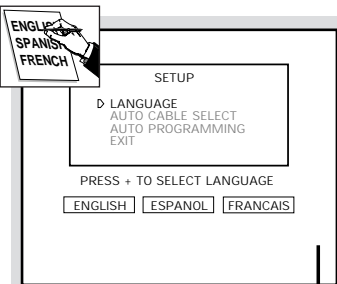 ENGLISH
SPANISH
FRENCH
SETUP
LANGUAGE
AUTO CABLE SELECT
AUTO PROGRAMMING
EXIT
PRESS + TO SELECT LANGUAGE
ENGLISH ESPANOL FRANCAIS